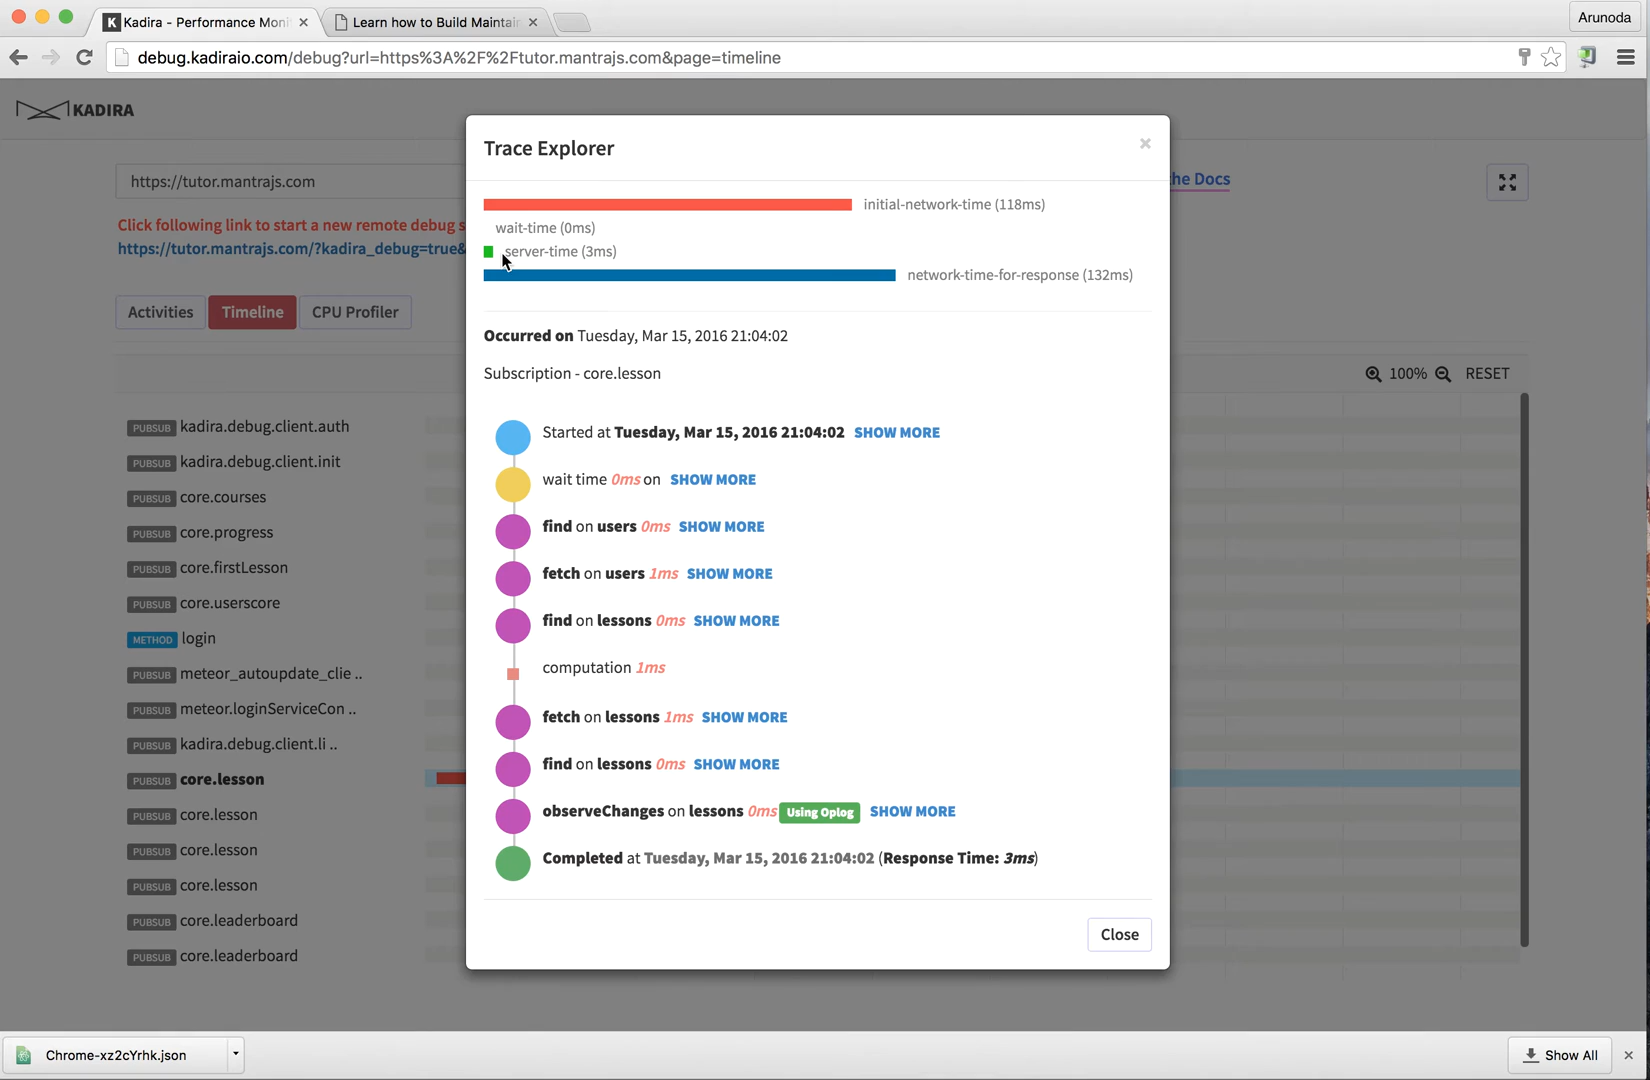 K Kadira - Performance Moni
Learn how to Build Maintain
Arunoda
debug.kadiraio.com/debug?url=https%3A%2F%2Ftutor.mantrajs.com&page=timeline
KADIRA
Trace Explorer
×
https://tutor.mantrajs.com
the Docs
Click following link to start a new remote debug s
https://tutor.mantrajs.com/?kadira_debug=true&
initial-network-time (118ms)
wait-time (0ms)
server-time (3ms)
network-time-for-response (132ms)
Activities
Timeline
CPU Profiler
Occurred on Tuesday, Mar 15, 2016 21:04:02
Subscription - core.lesson
100%
RESET
PUBSUB kadira.debug.client.auth
PUBSUB kadira.debug.client.init
PUBSUB core.courses
PUBSUB core.progress
PUBSUB core.firstLesson
PUBSUB core.userscore
METHOD login
PUBSUB meteor_autoupdate_clie ..
PUBSUB meteor.loginServiceCon ..
PUBSUB kadira.debug.client.li ..
PUBSUB core.lesson
PUBSUB core.lesson
PUBSUB core.lesson
PUBSUB core.lesson
PUBSUB core.leaderboard
PUBSUB core.leaderboard
Started at Tuesday, Mar 15, 2016 21:04:02 SHOW MORE
wait time 0ms on SHOW MORE
find on users 0ms SHOW MORE
fetch on users 1ms SHOW MORE
find on lessons 0ms SHOW MORE
computation 1ms
fetch on lessons 1ms SHOW MORE
find on lessons 0ms SHOW MORE
observeChanges on lessons 0ms Using Oplog SHOW MORE
Completed at Tuesday, Mar 15, 2016 21:04:02 (Response Time: 3ms)
Close
Chrome-xz2cYrhk.json
Show All